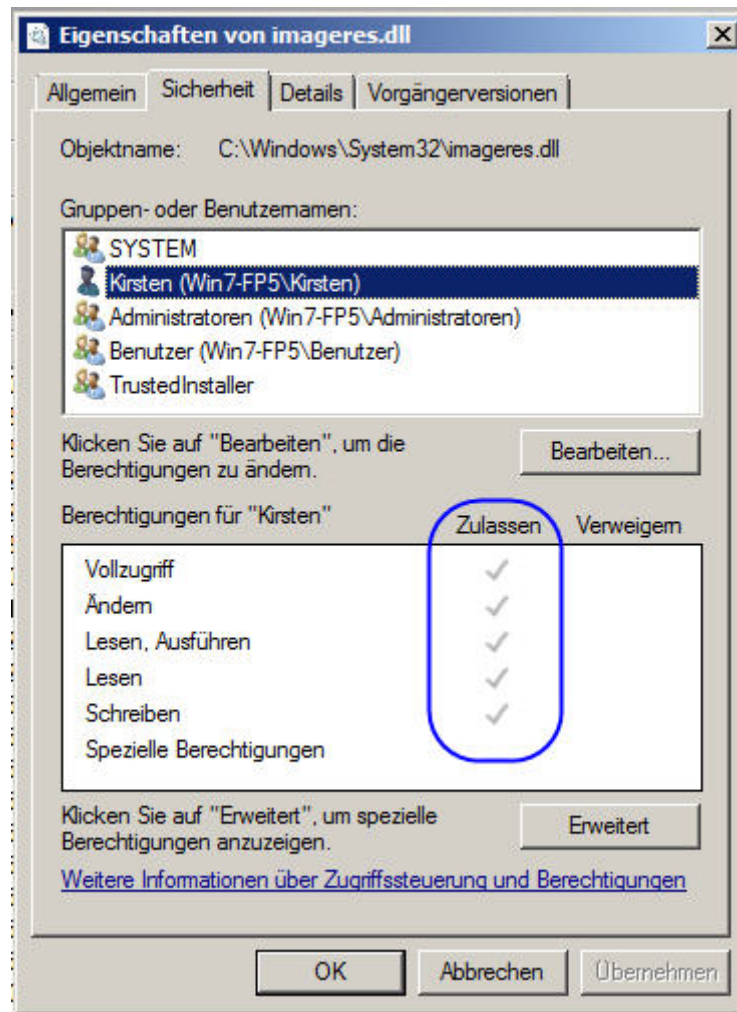 Eigenschaften von imageres.dll
Allgemein Sicherheit Details Vorgängerversionen
Objektname: C:\Windows\System32\imageres.dll
Gruppen- oder Benutzernamen:
SYSTEM
Kirsten (Win7-FP5\Kirsten)
Administratoren (Win7-FP5\Administratoren)
Benutzer (Win7-FP5\Benutzer)
TrustedInstaller
Klicken Sie auf "Bearbeiten", um die
Berechtigungen zu ändern.
Bearbeiten...
Berechtigungen für "Kirsten" Zulassen Verweigern
Vollzugriff
Ändern
Lesen, Ausführen
Lesen
Schreiben
Spezielle Berechtigungen
Klicken Sie auf "Erweitert", um spezielle
Berechtigungen anzuzeigen.
Erweitert
Weitere Informationen über Zugriffssteuerung und Berechtigungen
OK Abbrechen Übernehmen